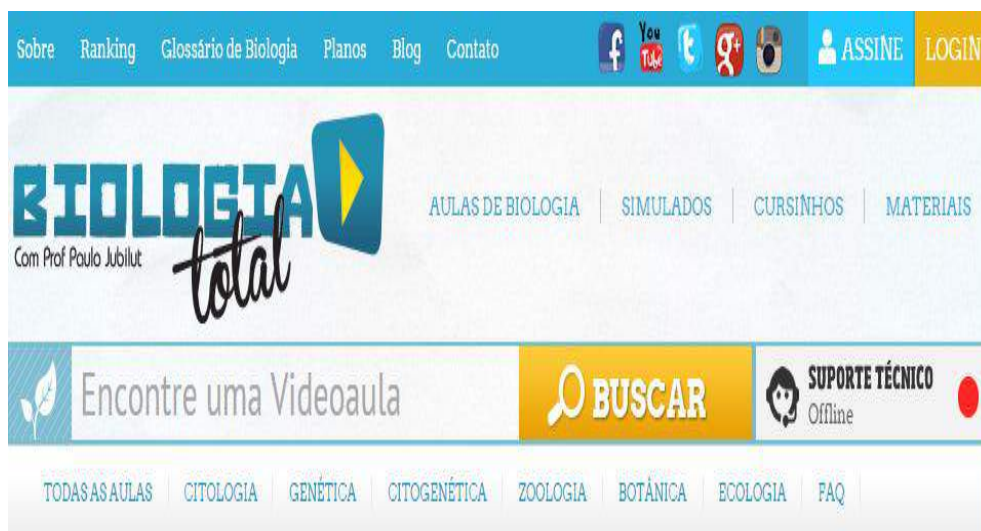 Sobre Ranking Glossário de Biologia Planos Blog Contato f You Tube t g+ ASSINE LOGIN
BIOLOGIA
Com Prof Paulo Jubilut total
AULAS DE BIOLOGIA SIMULADOS CURSINHOS MATERIAIS
Encontre uma Videoaula BUSCAR SUPORTE TÉCNICO
Offline
TODAS AS AULAS CITOLOGIA GENÉTICA CITOGENÉTICA ZOOLOGIA BOTÂNICA ECOLOGIA FAQ